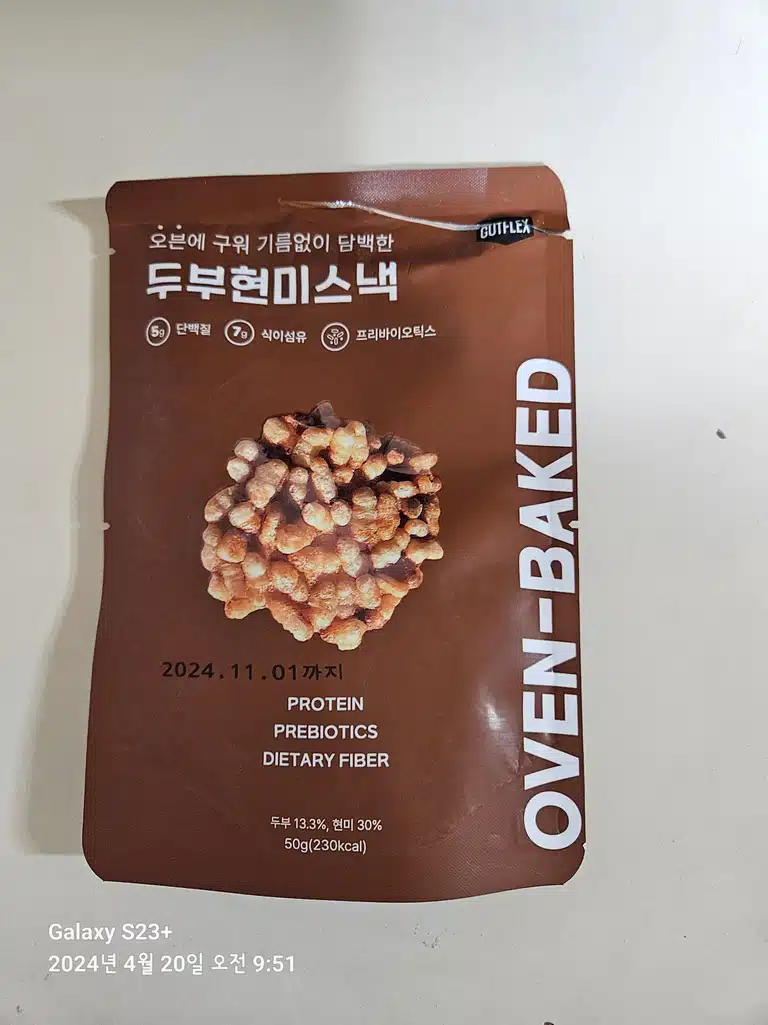 GUTFLEX
오븐에 구워 기름없이 담백한
두부현미스낵
5g 단백질 7g 식이섬유 프리바이오틱스
OVEN-BAKED
2024.11.01까지
PROTEIN
PREBIOTICS
DIETARY FIBER
두부 13.3%, 현미 30%
50g(230kcal)
Galaxy S23+
2024년 4월 20일 오전 9:51